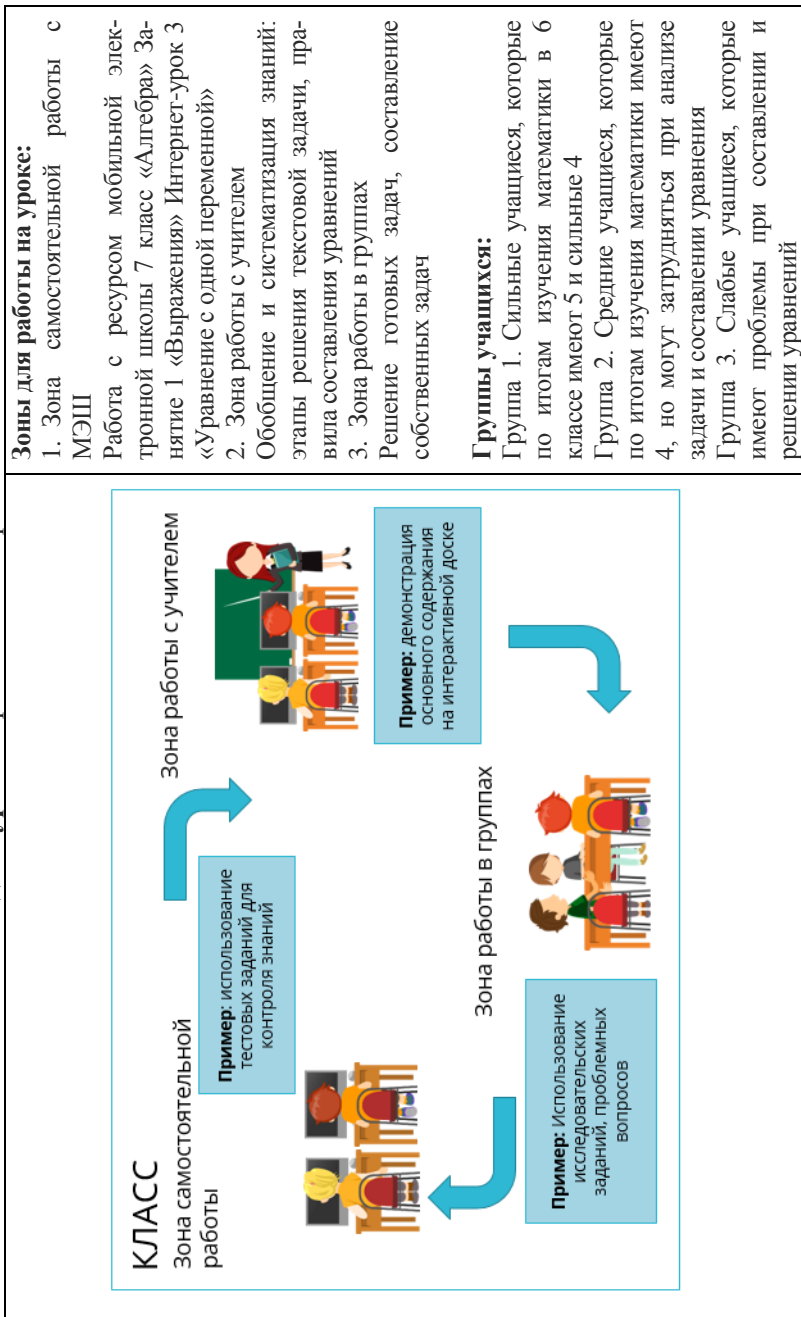 КЛАСС
Зона самостоятельной
работы
Пример: использование
тестовых заданий для
контроля знаний
Зона работы с учителем
Пример: демонстрация
основного содержания
на интерактивной доске
Зона работы в группах
Пример: Использование
исследовательских
заданий, проблемных
вопросов
Зоны для работы на уроке:
1. Зона самостоятельной работы с
МЭШ
Работа с ресурсом мобильной элек-
тронной школы 7 класс «Алгебра» За-
нятие 1 «Выражения» Интернет-урок 3
«Уравнение с одной переменной»
2. Зона работы с учителем
Обобщение и систематизация знаний:
этапы решения текстовой задачи, пра-
вила составления уравнений
3. Зона работы в группах
Решение готовых задач, составление
собственных задач
Группы учащихся:
Группа 1. Сильные учащиеся, которые
по итогам изучения математики в 6
классе имеют 5 и сильные 4
Группа 2. Средние учащиеся, которые
по итогам изучения математики имеют
4, но могут затрудняться при анализе
задачи и составлении уравнения
Группа 3. Слабые учащиеся, которые
имеют проблемы при составлении и
решении уравнений